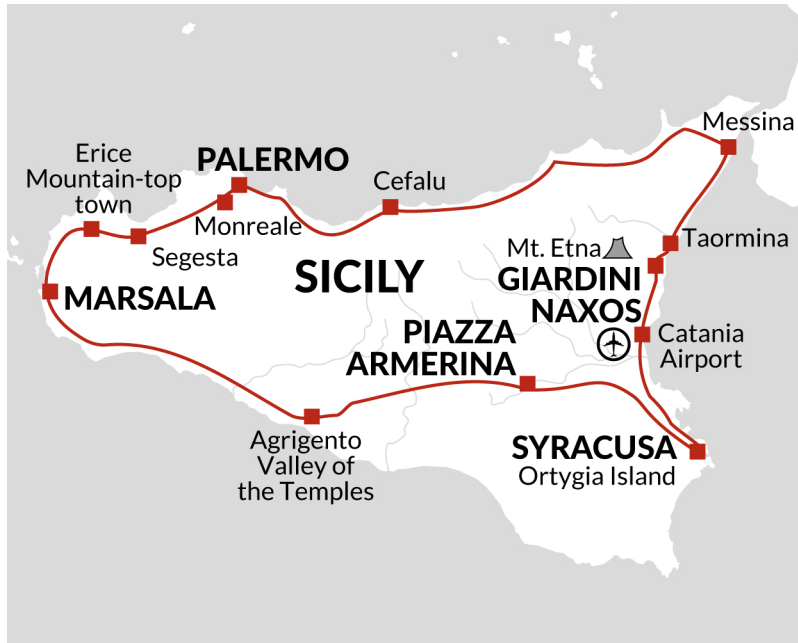 Messina
Erice
Mountain-top
town
PALERMO
Cefalu
Monreale
Segesta
Taormina
Mt. Etna
SICILY
GIARDINI
NAXOS
MARSALA
PIAZZA
ARMERINA
Catania
Airport
Agrigento
Valley of
the Temples
SYRACUSA
Ortygia Island